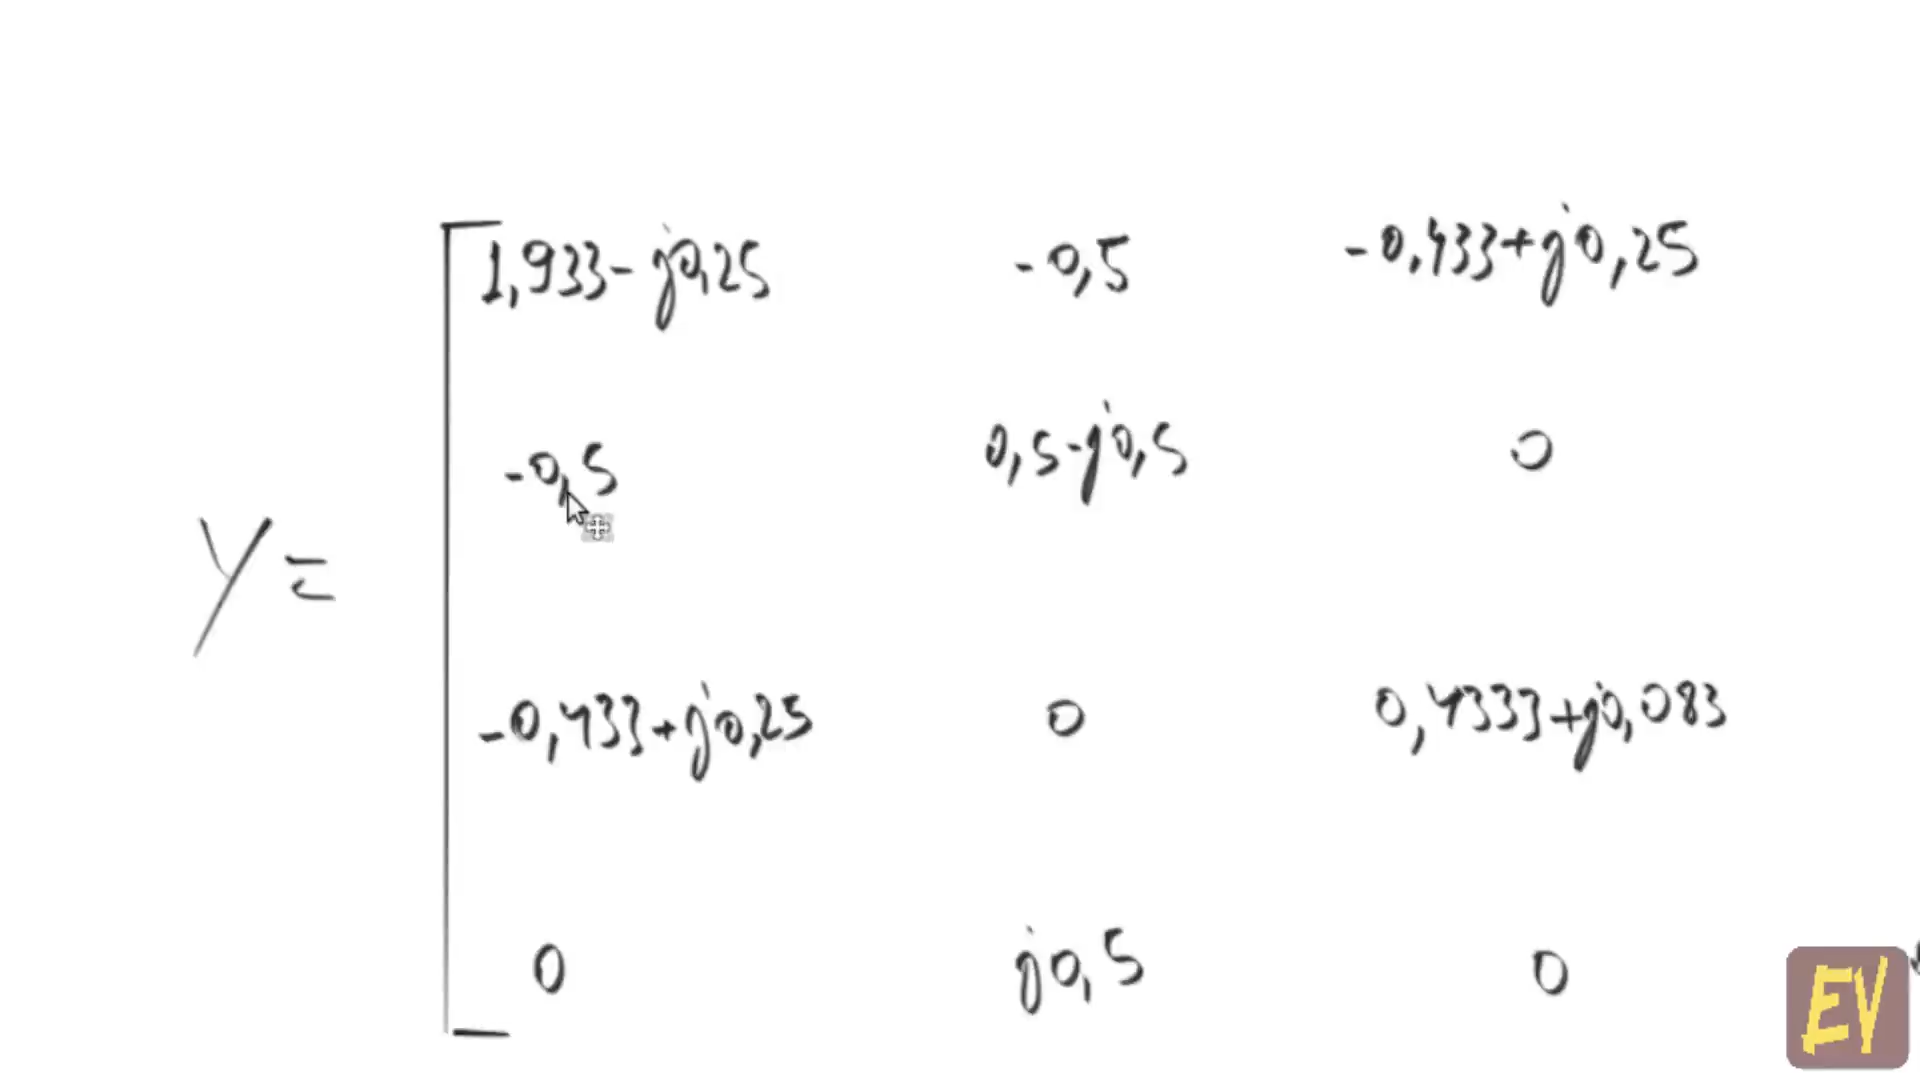 1,933-j0,25 -0,5 -0,433+j0,25
-0,5 0,5-j0,5 0
Y=
-0,433+j0,25 0 0,4333+j0,083
0 j0,5 0
EV